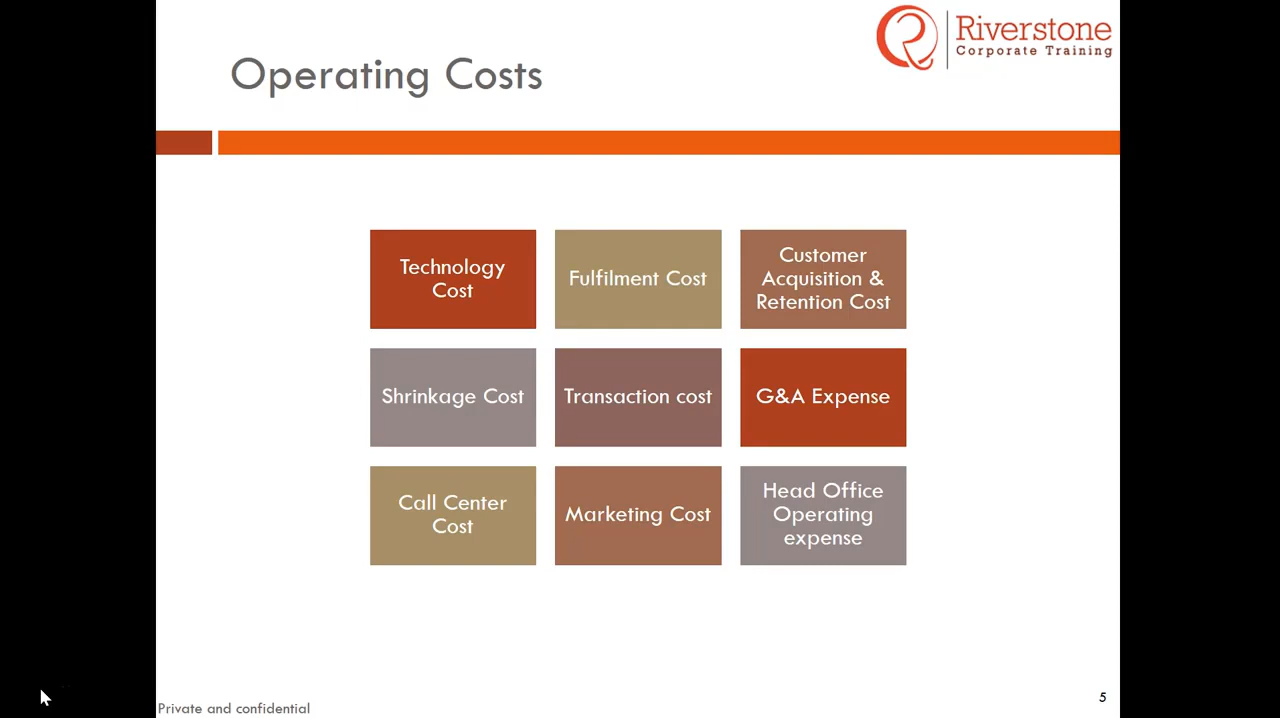 Riverstone
Corporate Training
Operating Costs
Technology
Cost
Fulfilment Cost
Customer
Acquisition &
Retention Cost
Shrinkage Cost
Transaction cost
G&A Expense
Call Center
Cost
Marketing Cost
Head Office
Operating
expense
Private and confidential
5